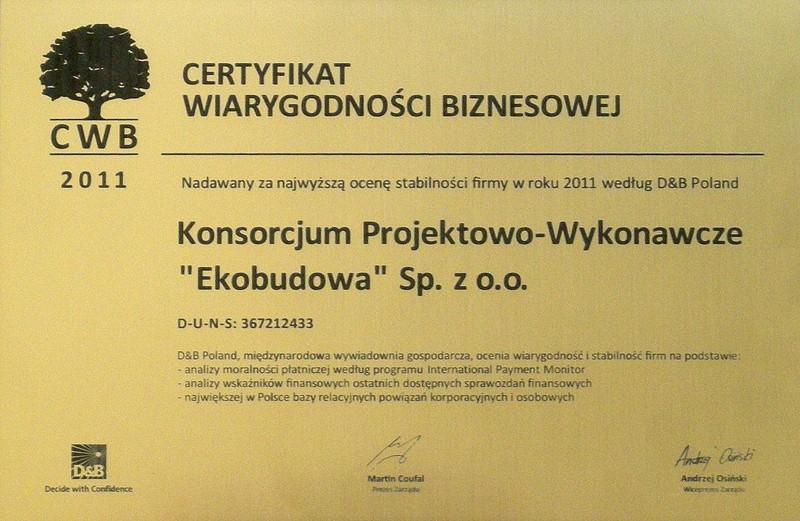 CERTYFIKAT
WIARYGODNOŚCI BIZNESOWEJ
CWB
2011
Nadawany za najwyższą ocenę stabilności firmy w roku 2011 według D&B Poland
Konsorcjum Projektowo-Wykonawcze
"Ekobudowa" Sp. z o.o.
D-U-N-S: 367212433
D&B Poland, międzynarodowa wywiadownia gospodarcza, ocenia wiarygodność i stabilność firm na podstawie:
- analizy moralności płatniczej według programu International Payment Monitor
- analizy wskaźników finansowych ostatnich dostępnych sprawozdań finansowych
- największej w Polsce bazy relacyjnych powiązań korporacyjnych i osobowych
D&B
Decide with Confidence
Martin Coufal
Prezes Zarządu
Andrzej Osiński
Andrzej Osiński
Wiceprezes Zarządu